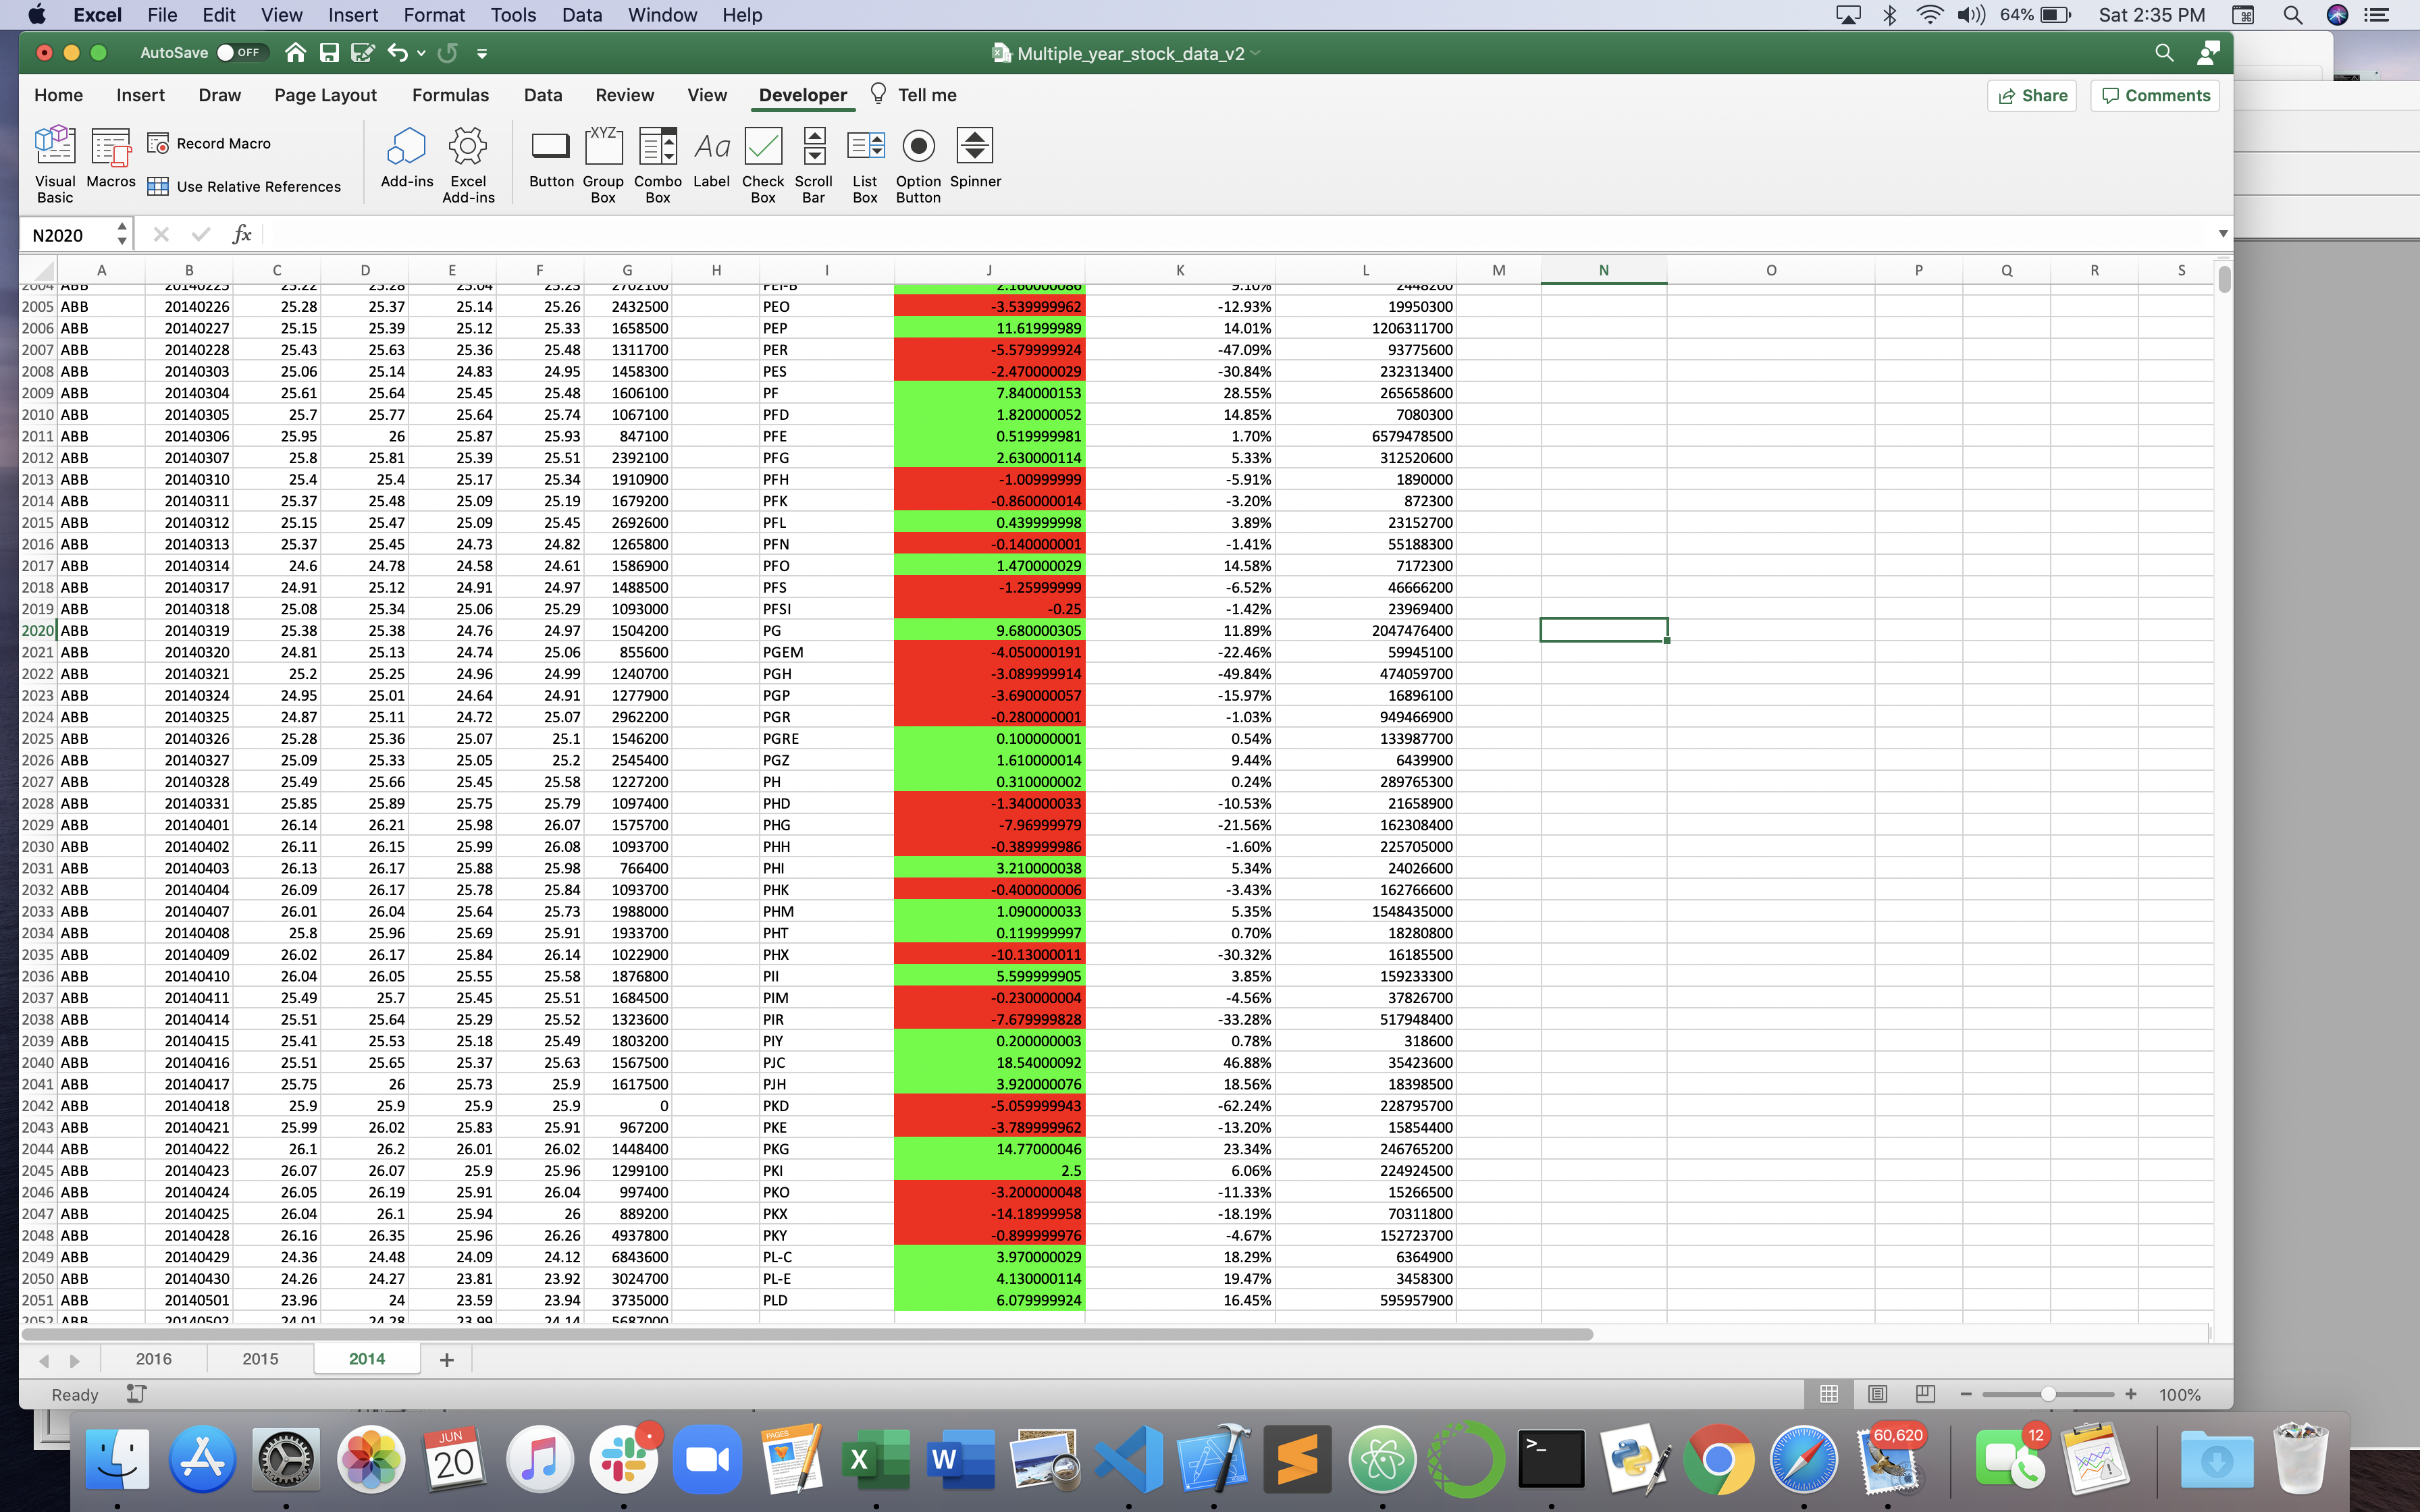 Excel File Edit View Insert Format Tools Data Window Help 64% Sat 2:35 PM
AutoSave OFF Multiple_year_stock_data_v2
Home Insert Draw Page Layout Formulas Data Review View Developer Tell me Share Comments
Visual Basic Macros Record Macro Use Relative References Add-ins Excel Add-ins Button Group Box Combo Box Label Check Box Scroll Bar List Box Option Button Spinner
N2020 fx
A B C D E F G H I J K L M N O P Q R S
2004 ABB 20140225 25.22 25.28 25.04 25.23 2702100 PEI-B 2.160000086 9.10% 2448200
2005 ABB 20140226 25.28 25.37 25.14 25.26 2432500 PEO -3.539999962 -12.93% 19950300
2006 ABB 20140227 25.15 25.39 25.12 25.33 1658500 PEP 11.61999989 14.01% 1206311700
2007 ABB 20140228 25.43 25.63 25.36 25.48 1311700 PER -5.579999924 -47.09% 93775600
2008 ABB 20140303 25.06 25.14 24.83 24.95 1458300 PES -2.470000029 -30.84% 232313400
2009 ABB 20140304 25.61 25.64 25.45 25.48 1606100 PF 7.840000153 28.55% 265658600
2010 ABB 20140305 25.7 25.77 25.64 25.74 1067100 PFD 1.820000052 14.85% 7080300
2011 ABB 20140306 25.95 26 25.87 25.93 847100 PFE 0.519999981 1.70% 6579478500
2012 ABB 20140307 25.8 25.81 25.39 25.51 2392100 PFG 2.630000114 5.33% 312520600
2013 ABB 20140310 25.4 25.4 25.17 25.34 1910900 PFH -1.00999999 -5.91% 1890000
2014 ABB 20140311 25.37 25.48 25.09 25.19 1679200 PFK -0.860000014 -3.20% 872300
2015 ABB 20140312 25.15 25.47 25.09 25.45 2692600 PFL 0.439999998 3.89% 23152700
2016 ABB 20140313 25.37 25.45 24.73 24.82 1265800 PFN -0.140000001 -1.41% 55188300
2017 ABB 20140314 24.6 24.78 24.58 24.61 1586900 PFO 1.470000029 14.58% 7172300
2018 ABB 20140317 24.91 25.12 24.91 24.97 1488500 PFS -1.25999999 -6.52% 46666200
2019 ABB 20140318 25.08 25.34 25.06 25.29 1093000 PFSI -0.25 -1.42% 23969400
2020 ABB 20140319 25.38 25.38 24.76 24.97 1504200 PG 9.680000305 11.89% 2047476400
2021 ABB 20140320 24.81 25.13 24.74 25.06 855600 PGEM -4.050000191 -22.46% 59945100
2022 ABB 20140321 25.2 25.25 24.96 24.99 1240700 PGH -3.089999914 -49.84% 474059700
2023 ABB 20140324 24.95 25.01 24.64 24.91 1277900 PGP -3.690000057 -15.97% 16896100
2024 ABB 20140325 24.87 25.11 24.72 25.07 2962200 PGR -0.280000001 -1.03% 949466900
2025 ABB 20140326 25.28 25.36 25.07 25.1 1546200 PGRE 0.100000001 0.54% 133987700
2026 ABB 20140327 25.09 25.33 25.05 25.2 2545400 PGZ 1.610000014 9.44% 6439900
2027 ABB 20140328 25.49 25.66 25.45 25.58 1227200 PH 0.310000002 0.24% 289765300
2028 ABB 20140331 25.85 25.89 25.75 25.79 1097400 PHD -1.340000033 -10.53% 21658900
2029 ABB 20140401 26.14 26.21 25.98 26.07 1575700 PHG -7.96999979 -21.56% 162308400
2030 ABB 20140402 26.11 26.15 25.99 26.08 1093700 PHH -0.389999986 -1.60% 225705000
2031 ABB 20140403 26.13 26.17 25.88 25.98 766400 PHI 3.210000038 5.34% 24026600
2032 ABB 20140404 26.09 26.17 25.78 25.84 1093700 PHK -0.400000006 -3.43% 162766600
2033 ABB 20140407 26.01 26.04 25.64 25.73 1988000 PHM 1.090000033 5.35% 1548435000
2034 ABB 20140408 25.8 25.96 25.69 25.91 1933700 PHT 0.119999997 0.70% 18280800
2035 ABB 20140409 26.02 26.17 25.84 26.14 1022900 PHX -10.13000011 -30.32% 16185500
2036 ABB 20140410 26.04 26.05 25.55 25.58 1876800 PII 5.599999905 3.85% 159233300
2037 ABB 20140411 25.49 25.7 25.45 25.51 1684500 PIM -0.230000004 -4.56% 37826700
2038 ABB 20140414 25.51 25.64 25.29 25.52 1323600 PIR -7.679999828 -33.28% 517948400
2039 ABB 20140415 25.41 25.53 25.18 25.49 1803200 PIY 0.200000003 0.78% 318600
2040 ABB 20140416 25.51 25.65 25.37 25.63 1567500 PJC 18.54000092 46.88% 35423600
2041 ABB 20140417 25.75 26 25.73 25.9 1617500 PJH 3.920000076 18.56% 18398500
2042 ABB 20140418 25.9 25.9 25.9 25.9 0 PKD -5.059999943 -62.24% 228795700
2043 ABB 20140421 25.99 26.02 25.83 25.91 967200 PKE -3.789999962 -13.20% 15854400
2044 ABB 20140422 26.1 26.2 26.01 26.02 1448400 PKG 14.77000046 23.34% 246765200
2045 ABB 20140423 26.07 26.07 25.9 25.96 1299100 PKI 2.5 6.06% 224924500
2046 ABB 20140424 26.05 26.19 25.91 26.04 997400 PKO -3.200000048 -11.33% 15266500
2047 ABB 20140425 26.04 26.1 25.94 26 889200 PKX -14.18999958 -18.19% 70311800
2048 ABB 20140428 26.16 26.35 25.96 26.26 4937800 PKY -0.899999976 -4.67% 152723700
2049 ABB 20140429 24.36 24.48 24.09 24.12 6843600 PL-C 3.970000029 18.29% 6364900
2050 ABB 20140430 24.26 24.27 23.81 23.92 3024700 PL-E 4.130000114 19.47% 3458300
2051 ABB 20140501 23.96 24 23.59 23.94 3735000 PLD 6.079999924 16.45% 595957900
2052 ABB 20140502 24.01 24.28 23.99 24.14 5687000
2016 2015 2014 +
Ready 100%
JUN 20 PAGES X W >_ 60,620 12